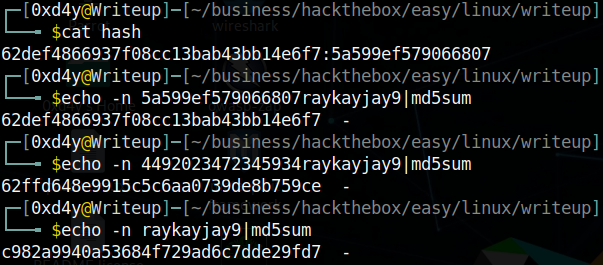 ┌─[0xd4y@Writeup]─[~/business/hackthebox/easy/linux/writeup]
└──╼ $cat hash
62def4866937f08cc13bab43bb14e6f7:5a599ef579066807
┌─[0xd4y@Writeup]─[~/business/hackthebox/easy/linux/writeup]
└──╼ $echo -n 5a599ef579066807raykayjay9|md5sum
62def4866937f08cc13bab43bb14e6f7  -
┌─[0xd4y@Writeup]─[~/business/hackthebox/easy/linux/writeup]
└──╼ $echo -n 4492023472345934raykayjay9|md5sum
62ffd648e9915c5c6aa0739de8b759ce  -
┌─[0xd4y@Writeup]─[~/business/hackthebox/easy/linux/writeup]
└──╼ $echo -n raykayjay9|md5sum
c982a9940a53684f729ad6c7dde29fd7  -